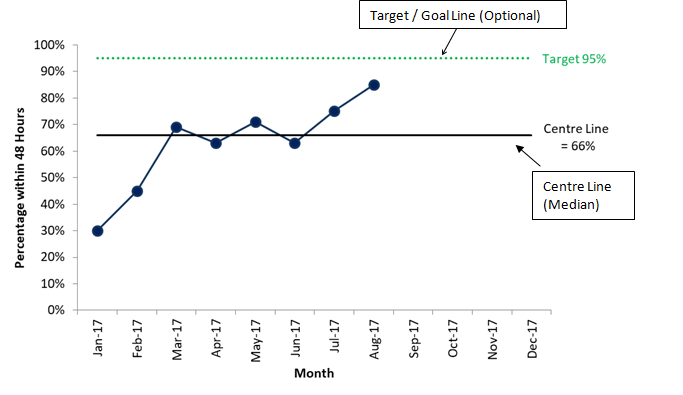 Target / Goal Line (Optional)
100%
90%
80%
70%
60%
50%
40%
30%
20%
10%
0%
Percentage within 48 Hours
Target 95%
Centre Line
= 66%
Centre Line
(Median)
Jan-17
Feb-17
Mar-17
Apr-17
May-17
Jun-17
Jul-17
Aug-17
Sep-17
Oct-17
Nov-17
Dec-17
Month